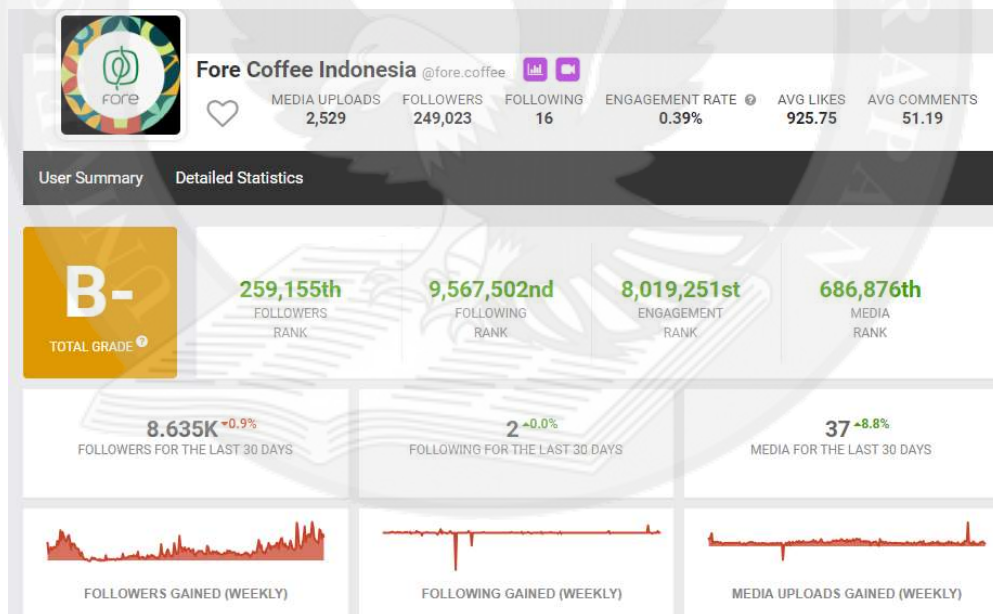 FORE
Fore Coffee Indonesia @fore.coffee
MEDIA UPLOADS FOLLOWERS FOLLOWING ENGAGEMENT RATE AVG LIKES AVG COMMENTS
2,529 249,023 16 0.39% 925.75 51.19
User Summary Detailed Statistics
B-
TOTAL GRADE
259,155th 9,567,502nd 8,019,251st 686,876th
FOLLOWERS FOLLOWING ENGAGEMENT MEDIA
RANK RANK RANK RANK
8.635K 0.9% 2 0.0% 37 8.8%
FOLLOWERS FOR THE LAST 30 DAYS FOLLOWING FOR THE LAST 30 DAYS MEDIA FOR THE LAST 30 DAYS
FOLLOWERS GAINED (WEEKLY) FOLLOWING GAINED (WEEKLY) MEDIA UPLOADS GAINED (WEEKLY)